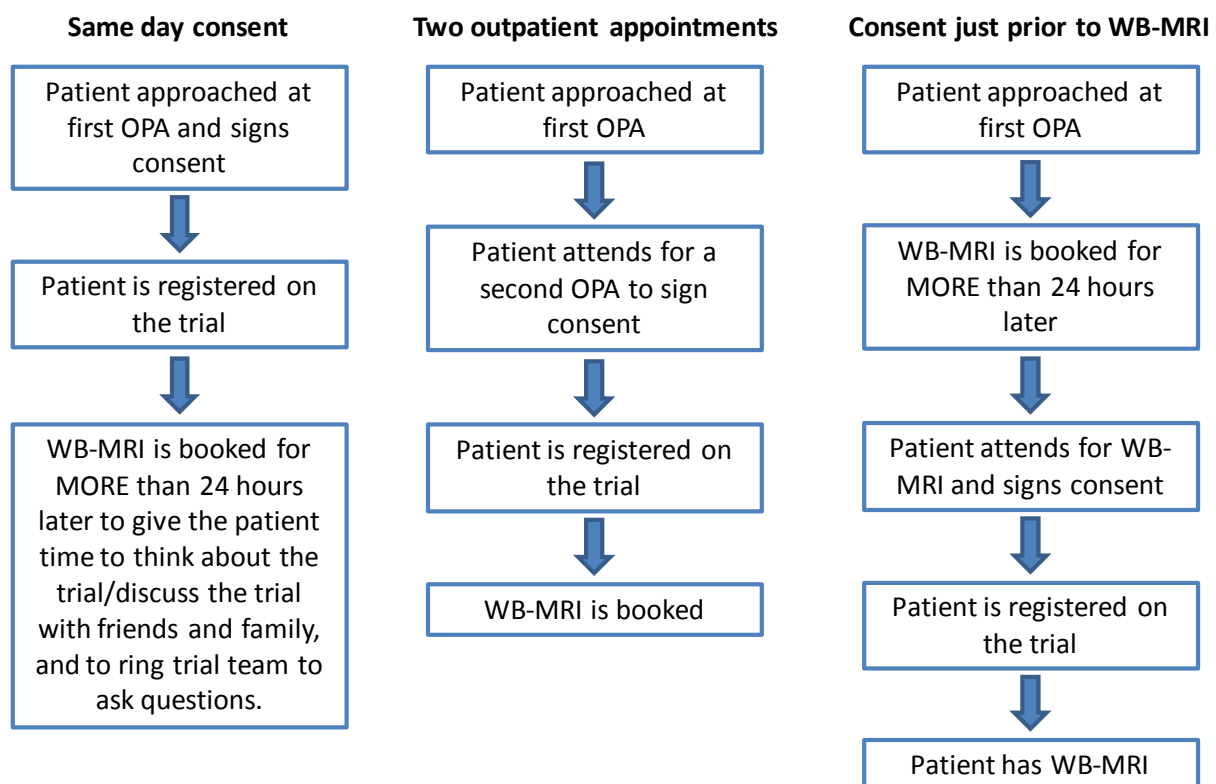 Same day consent
Patient approached at
first OPA and signs
consent
Patient is registered on
the trial
WB-MRI is booked for
MORE than 24 hours
later to give the patient
time to think about the
trial/discuss the trial
with friends and family,
and to ring trial team to
ask questions.
Two outpatient appointments
Patient approached at
first OPA
Patient attends for a
second OPA to sign
consent
Patient is registered on
the trial
WB-MRI is booked
Consent just prior to WB-MRI
Patient approached at
first OPA
WB-MRI is booked for
MORE than 24 hours
later
Patient attends for WB-
MRI and signs consent
Patient is registered on
the trial
Patient has WB-MRI